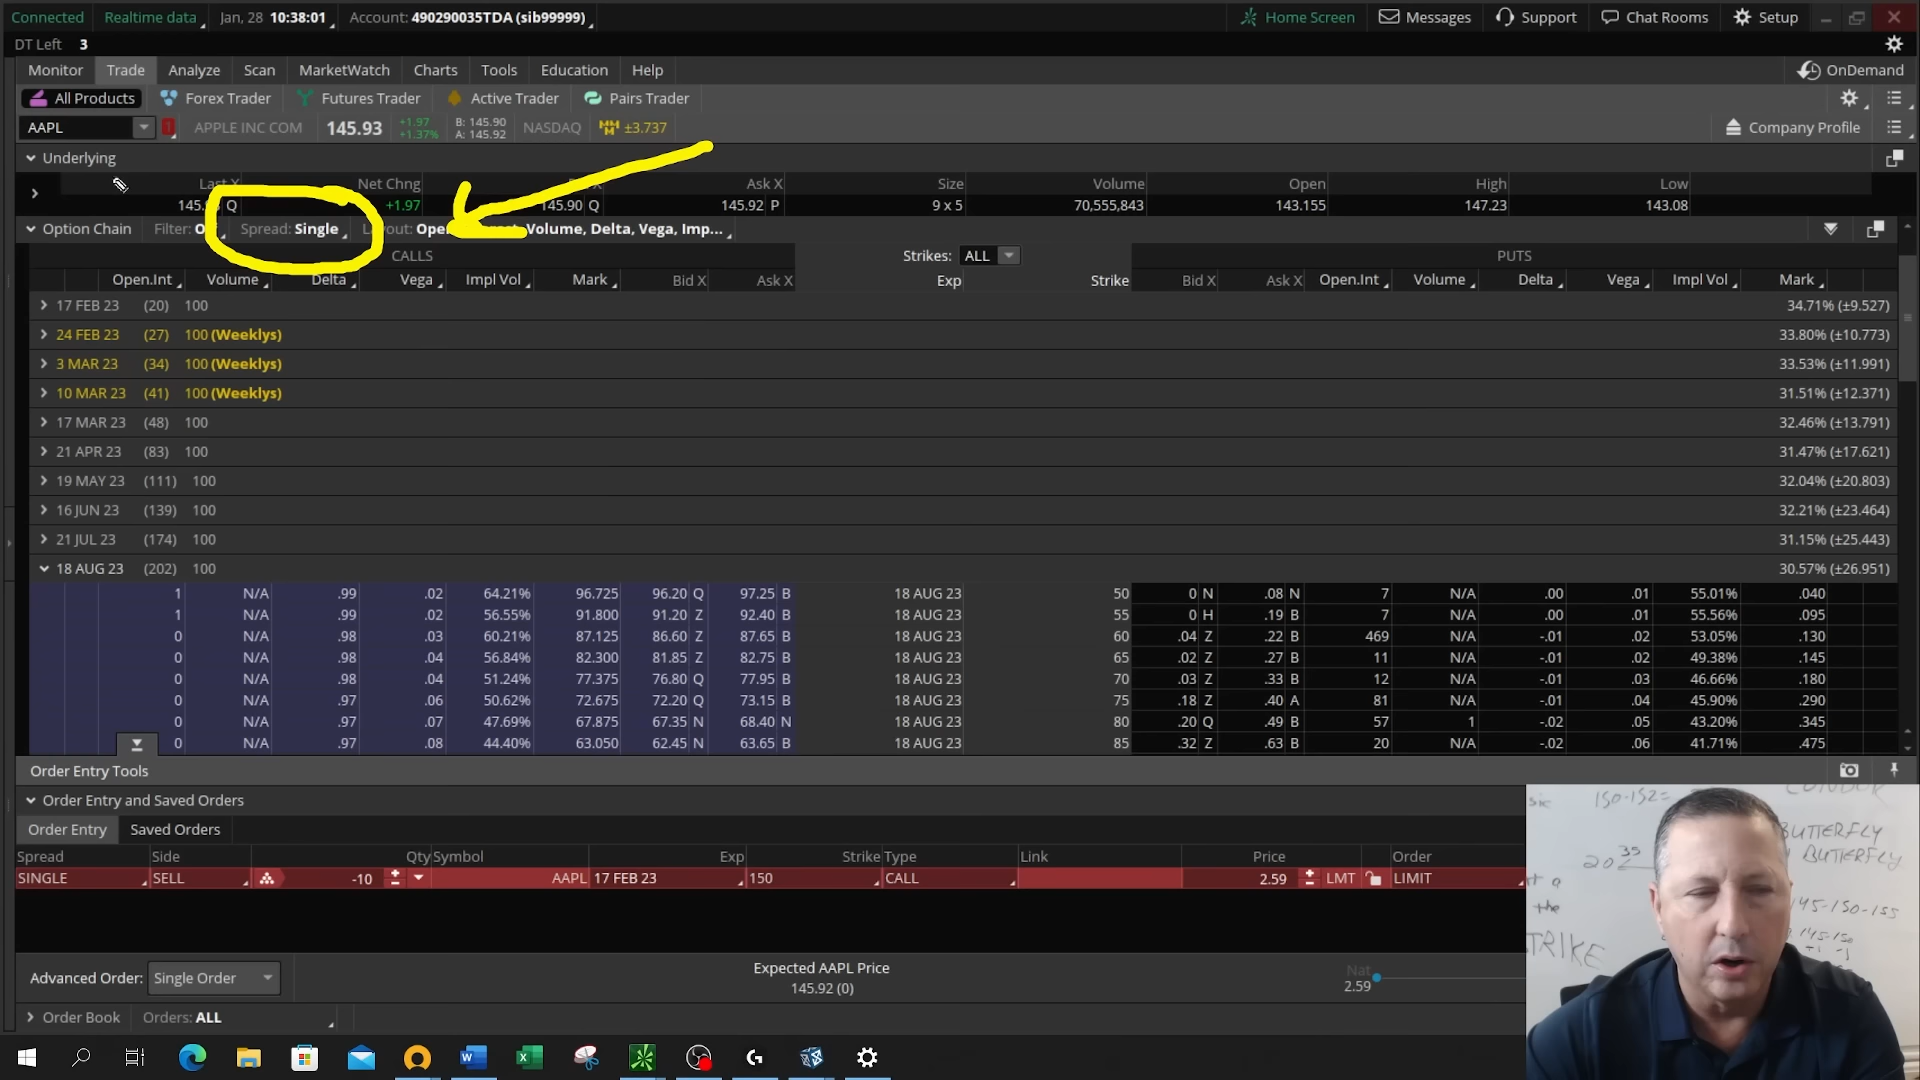 Connected Realtime data Jan, 28 10:38:01 Account: 490290035TDA (sib99999) Home Screen Messages Support Chat Rooms Setup
DT Left 3
Monitor Trade Analyze Scan MarketWatch Charts Tools Education Help OnDemand
All Products Forex Trader Futures Trader Active Trader Pairs Trader
AAPL APPLE INC COM 145.93 +1.97 +1.37% B: 145.90 A: 145.92 NASDAQ ±3.737 Company Profile
Underlying
Last X Net Chng Ask X Size Volume Open High Low
Q +1.97 145.90 Q 145.92 P 9 x 5 70,555,843 143.155 147.23 143.08
Option Chain Filter: Spread: Single Volume, Delta, Vega, Imp...
CALLS Strikes: ALL PUTS
Open.Int Volume Delta Vega Impl Vol Mark Bid X Ask X Exp Strike Bid X Ask X Open.Int Volume Delta Vega Impl Vol Mark
17 FEB 23 (20) 100 34.71% (±9.527)
24 FEB 23 (27) 100 (Weeklys) 33.80% (±10.773)
3 MAR 23 (34) 100 (Weeklys) 33.53% (±11.991)
10 MAR 23 (41) 100 (Weeklys) 31.51% (±12.371)
17 MAR 23 (48) 100 32.46% (±13.791)
21 APR 23 (83) 100 31.47% (±17.621)
19 MAY 23 (111) 100 32.04% (±20.803)
16 JUN 23 (139) 100 32.21% (±23.464)
21 JUL 23 (174) 100 31.15% (±25.443)
18 AUG 23 (202) 100 30.57% (±26.951)
1 N/A .99 .02 64.21% 96.725 96.20 Q 97.25 B 18 AUG 23 50 0 N .08 N 7 N/A .00 .01 55.01% .040
1 N/A .99 .02 56.55% 91.800 91.20 Z 92.40 B 18 AUG 23 55 0 H .19 B 7 N/A .00 .01 55.56% .095
0 N/A .98 .03 60.21% 87.125 86.60 Z 87.65 B 18 AUG 23 60 .04 Z .22 B 469 N/A -.01 .02 53.05% .130
0 N/A .98 .04 56.84% 82.300 81.85 Z 82.75 B 18 AUG 23 65 .02 Z .27 B 11 N/A -.01 .02 49.38% .145
0 N/A .98 .04 51.24% 77.375 76.80 Q 77.95 B 18 AUG 23 70 .03 Z .33 B 12 N/A -.01 .03 46.66% .180
0 N/A .97 .06 50.62% 72.675 72.20 Q 73.15 B 18 AUG 23 75 .18 Z .40 A 81 N/A -.01 .04 45.90% .290
0 N/A .97 .07 47.69% 67.875 67.35 N 68.40 N 18 AUG 23 80 .20 Q .49 B 57 1 -.02 .05 43.20% .345
0 N/A .97 .08 44.40% 63.050 62.45 N 63.65 B 18 AUG 23 85 .32 Z .63 B 20 N/A -.02 .06 41.71% .475
Order Entry Tools
Order Entry and Saved Orders
Order Entry Saved Orders
Spread Side Qty Symbol Exp Strike Type Link Price Order
SINGLE SELL -10 AAPL 17 FEB 23 150 CALL 2.59 LMT LIMIT
Advanced Order: Single Order Expected AAPL Price 145.92 (0) Nat 2.59
Order Book Orders: ALL
150-152=
BUTTERFLY
BUTTERFLY
20 35
the
145-150-155
145-150
TRIKE